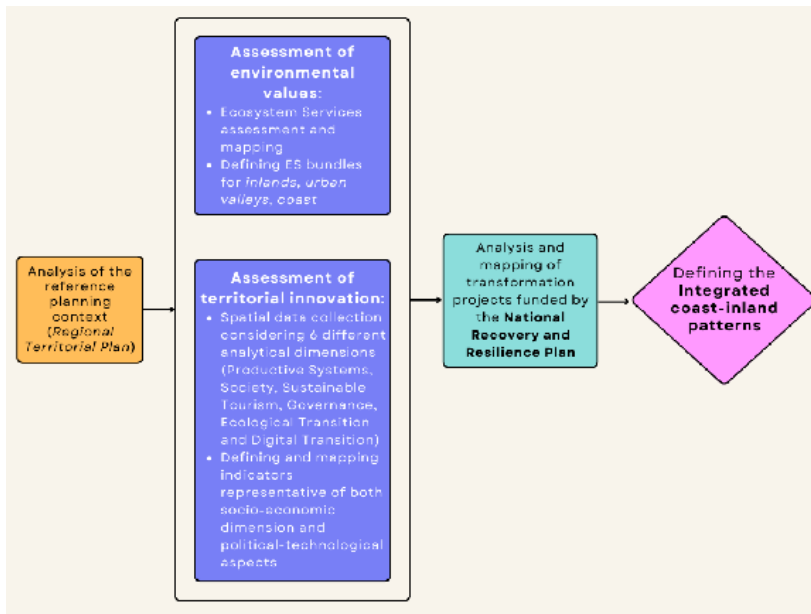 Analysis of the
reference
planning
context
(Regional
Territorial Plan)
Assessment of
environmental
values:
• Ecosystem Services
assessment and
mapping
• Defining ES bundles
for inlands, urban
valleys, coast
Assessment of
territorial innovation:
• Spatial data collection
considering 6 different
analytical dimensions
(Productive Systems,
Society, Sustainable
Tourism, Governance,
Ecological Transition
and Digital Transition)
• Defining and mapping
indicators
representative of both
socio-economic
dimension and
political-technological
aspects
Analysis and
mapping of
transformation
projects funded by
the National
Recovery and
Resilience Plan
Defining the
Integrated
coast-inland
patterns